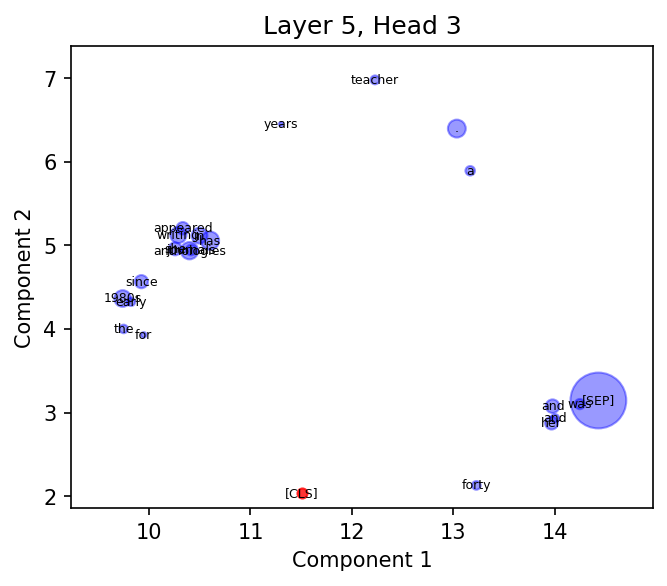 Layer 5, Head 3
7
teacher
years
.
6
a
appeared
writing
has
5
since
1980s
early
4
the
for
3
and
was
[SEP]
and
her
2
[CLS]
forty
10
11
12
13
14
Component 1
Component 2